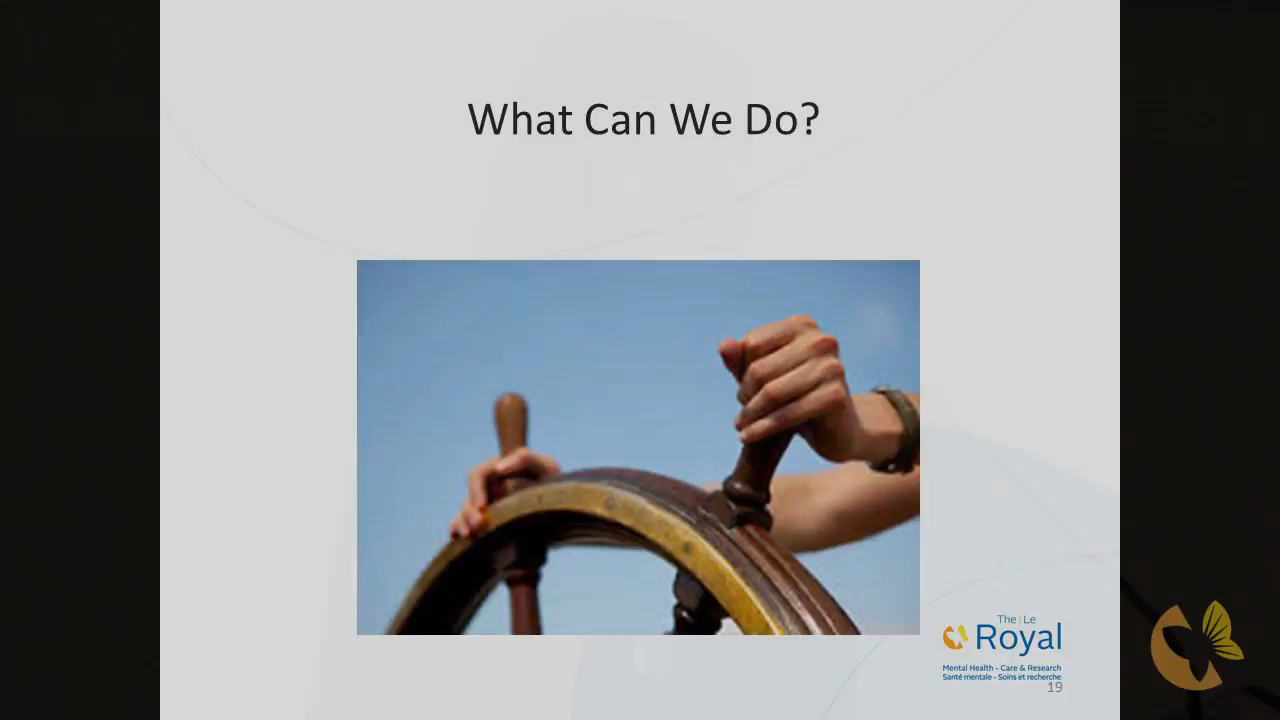 What Can We Do?
The | Le
Royal
Mental Health - Care & Research
Santé mentale - Soins et recherche
19